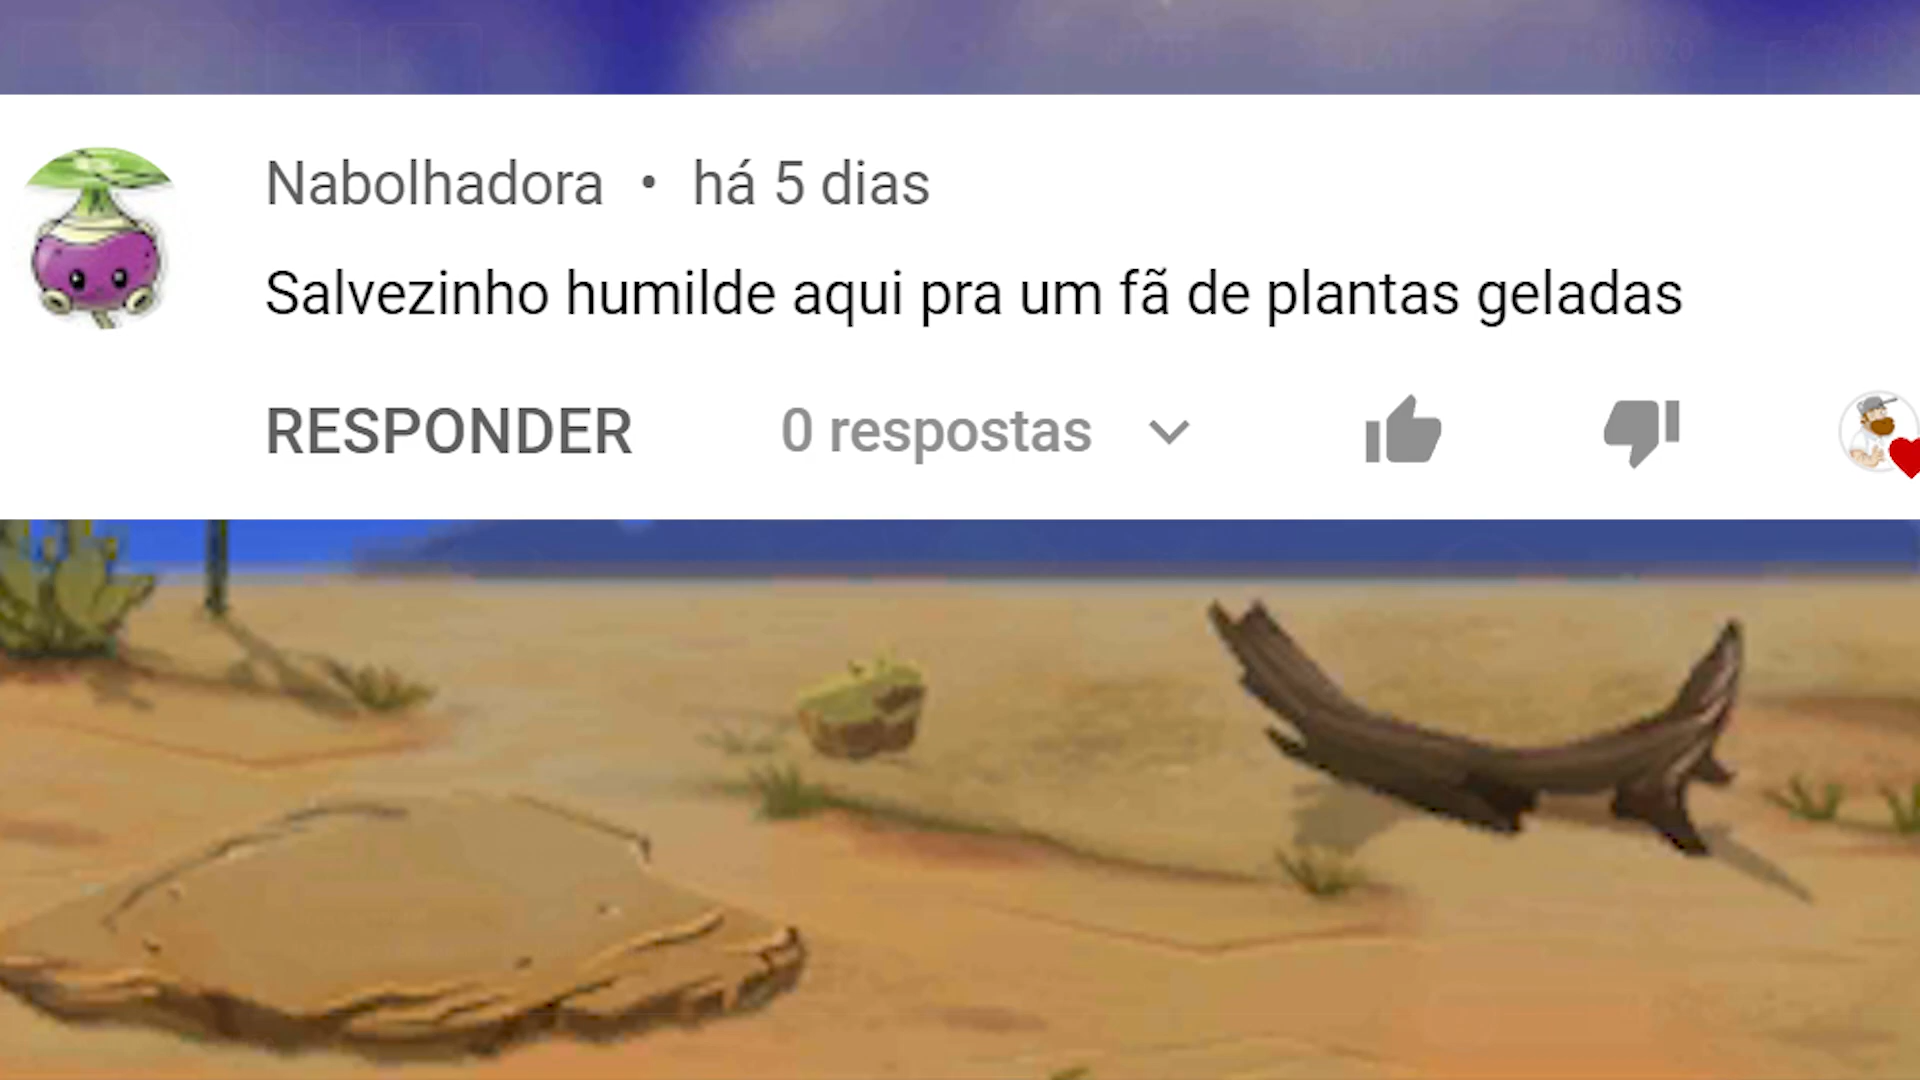 Nabolhadora • há 5 dias
Salvezinho humilde aqui pra um fã de plantas geladas
RESPONDER 0 respostas